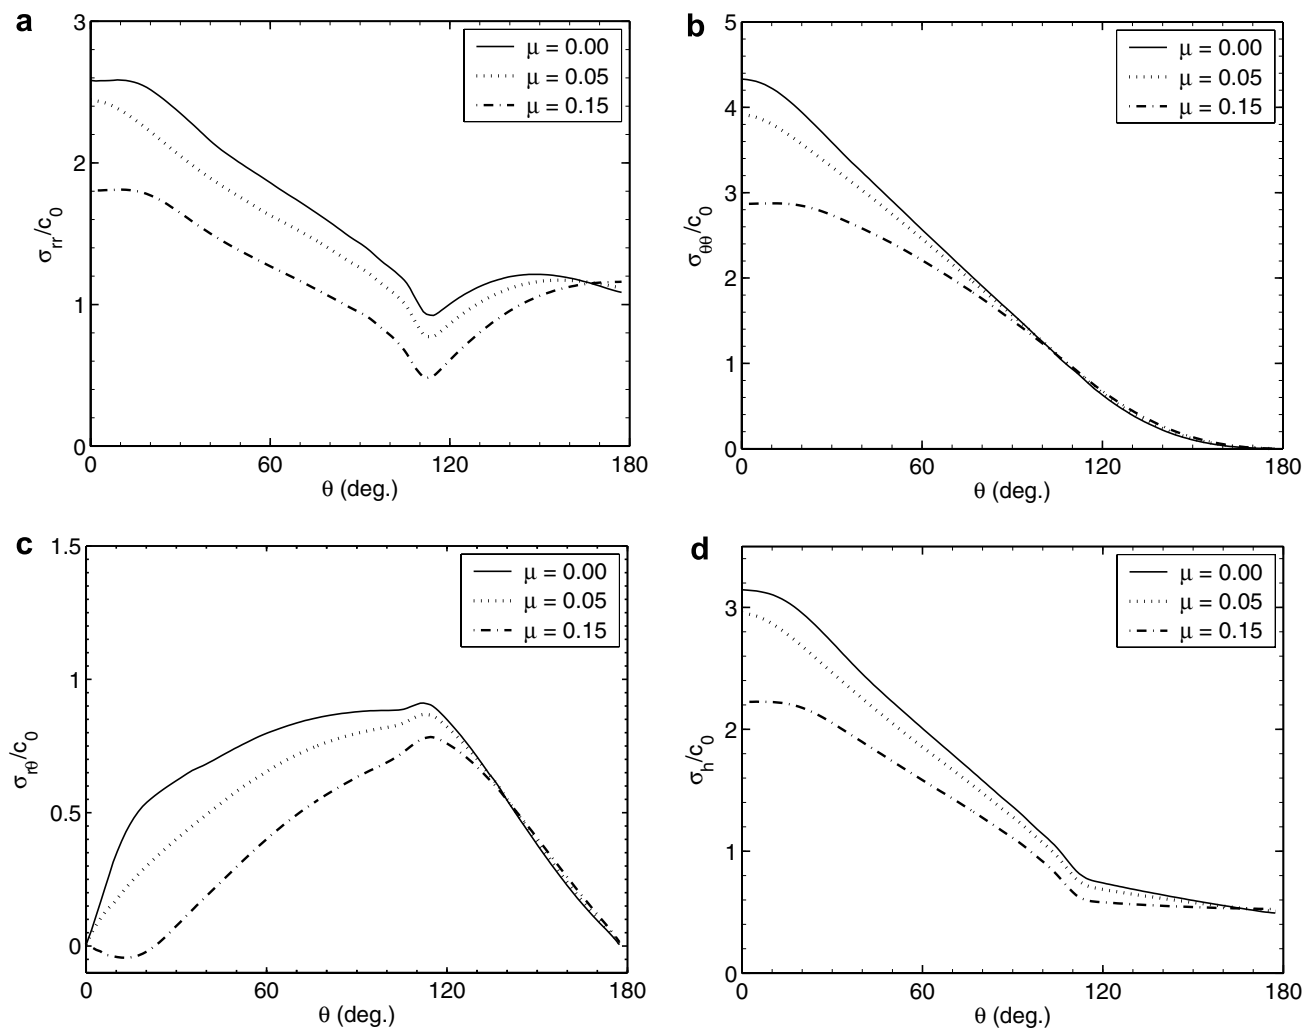 a
3
2
1
0
0 60 120 180
σrr/c0
θ (deg.)
μ = 0.00
μ = 0.05
μ = 0.15
b
5
4
3
2
1
0
0 60 120 180
σθθ/c0
θ (deg.)
μ = 0.00
μ = 0.05
μ = 0.15
c
1.5
1
0.5
0
0 60 120 180
σrθ/c0
θ (deg.)
μ = 0.00
μ = 0.05
μ = 0.15
d
3
2
1
0
0 60 120 180
σh/c0
θ (deg.)
μ = 0.00
μ = 0.05
μ = 0.15